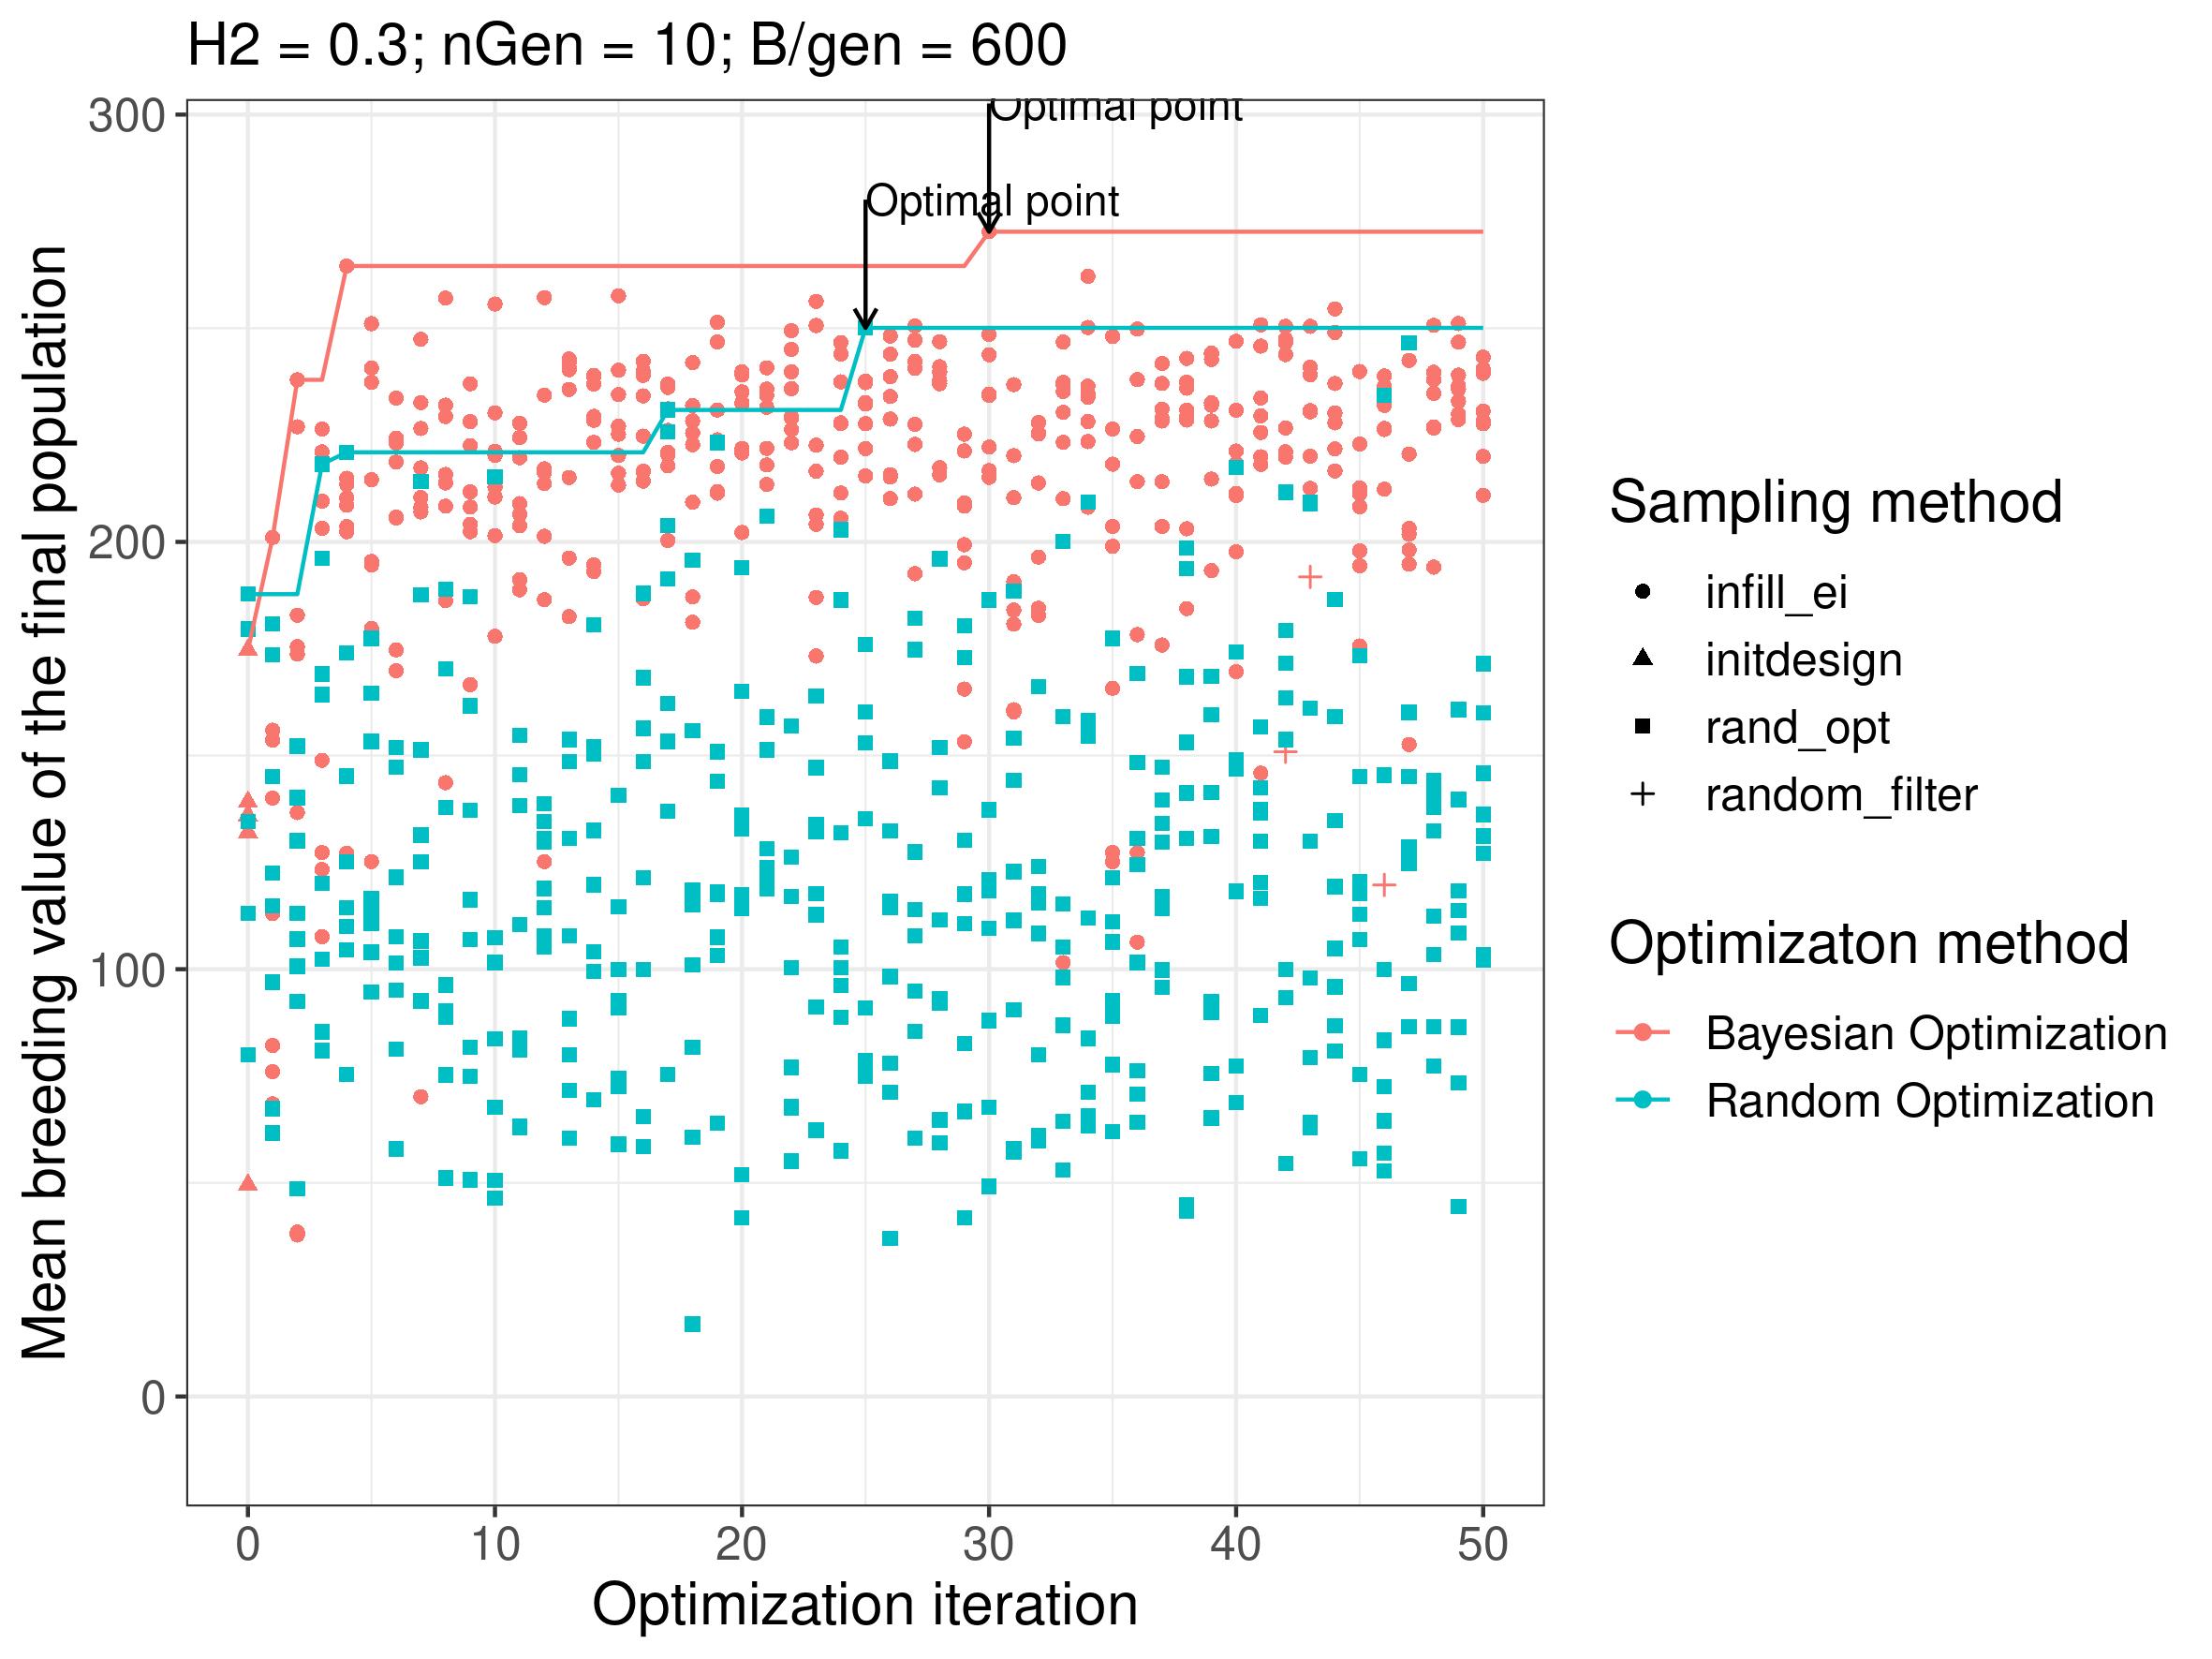 H2 = 0.3; nGen = 10; B/gen = 600
Mean breeding value of the final population
300
200
100
0
Optimal point
Optimal point
0 10 20 30 40 50
Optimization iteration
Sampling method
infill_ei
initdesign
rand_opt
random_filter
Optimizaton method
Bayesian Optimization
Random Optimization